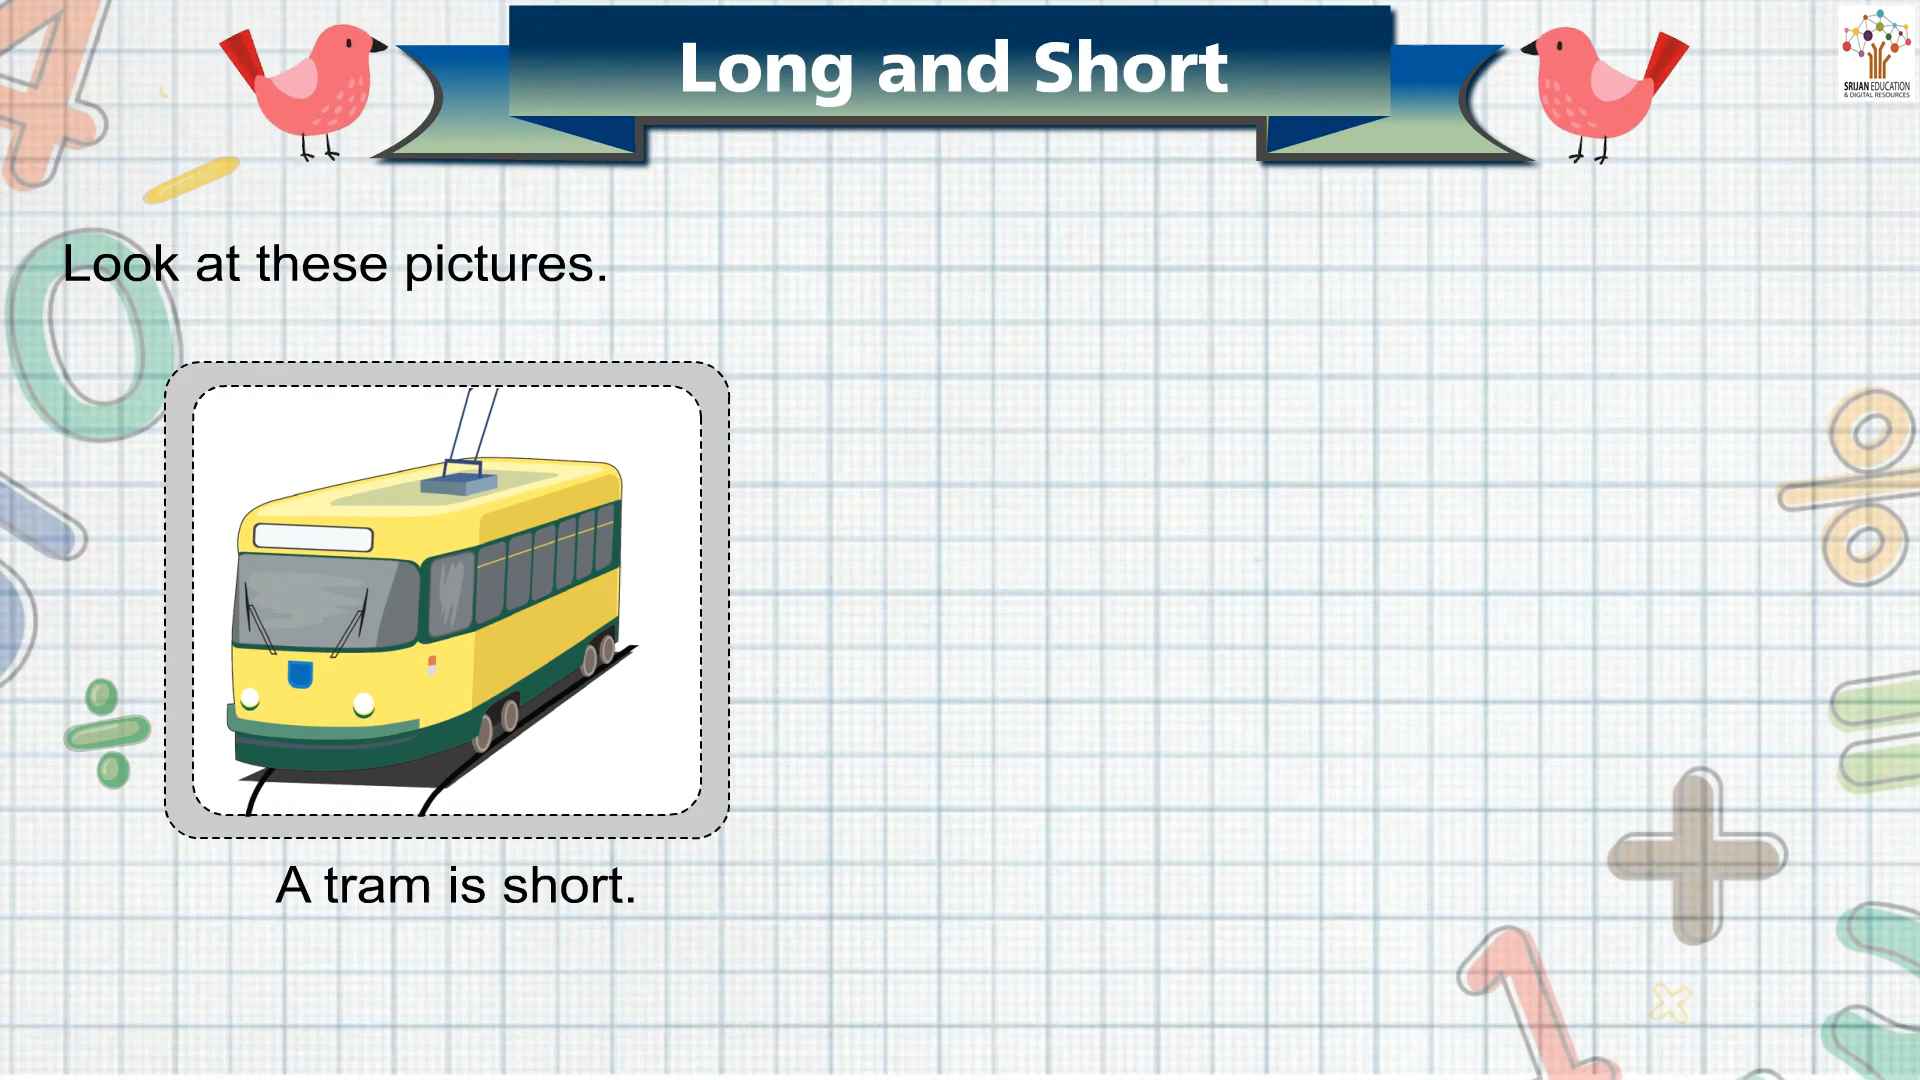 Long and Short
SRIJAN EDUCATION
& DIGITAL RESOURCES
Look at these pictures.
A tram is short.